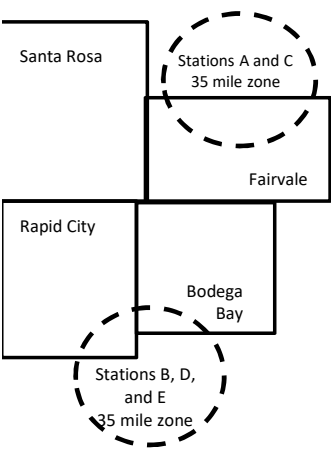 Santa Rosa
Stations A and C
35 mile zone
Fairvale
Rapid City
Bodega
Bay
Stations B, D,
and E
35 mile zone